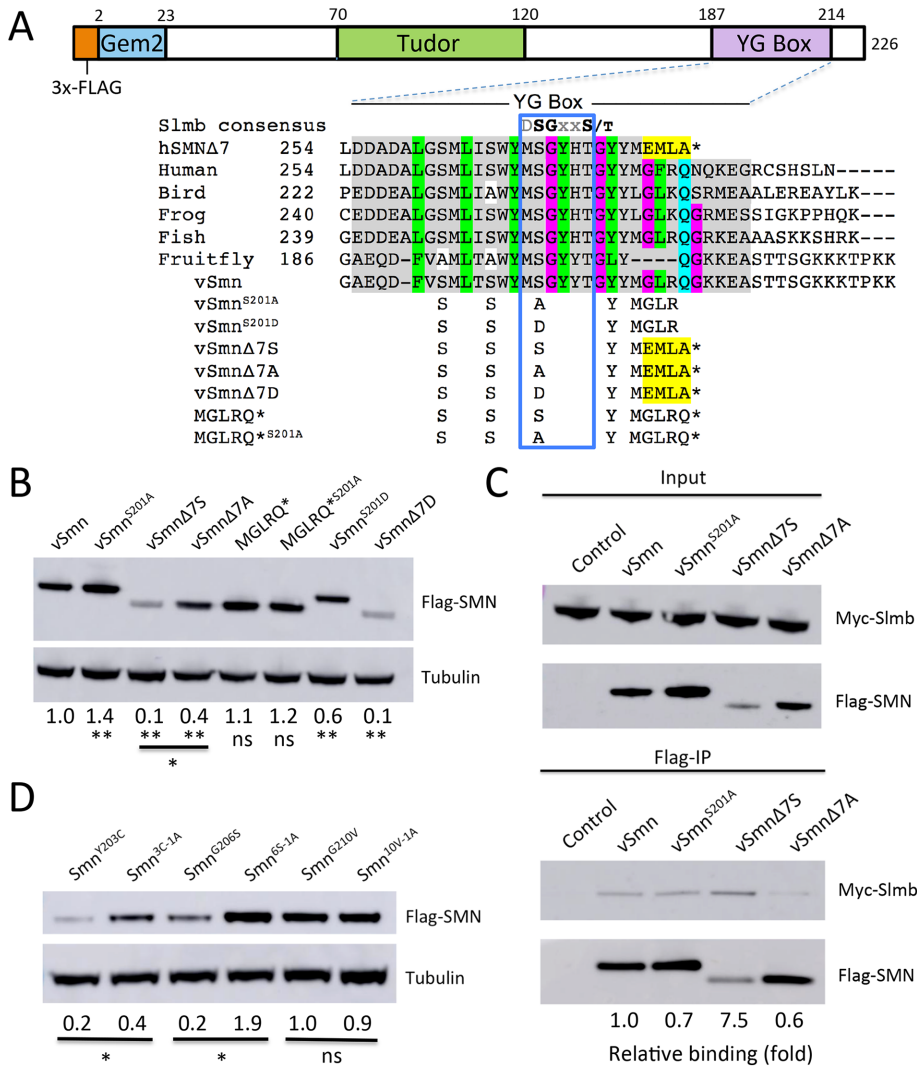 A
2 23 70 120 187 214
Gem2 Tudor YG Box 226
3x-FLAG
YG Box
Slmb consensus DSGxxS/T
hSMNΔ7 254 LDDADALGSMLISWYMSGYHTGYYMEMLA*
Human 254 LDDADALGSMLISWYMSGYHTGYYMGFRQNQKEGRCSHSLN----
Bird 222 PEDDEALGSMLIAWYMSGYHTGYYLGLKQSRMEAALEREAYLK---
Frog 240 CEDDEALGSMLISWYMSGYHTGYYLGLKQGRMESSIGKPPHQK---
Fish 239 GEDDEALGSMLISWYMSGYHTGYYMGLRQGRKEAAASKKSHRK---
Fruitfly 186 GAEQD-FVAMLTAWYMSGYYTGLY----QGKKEASTTSGKKKTPKK
vSmn GAEQD-FVSMLTSWYMSGYYTGYYMGLRQGKKEASTTSGKKKTPKK
vSmnS201A S S A Y MGLR
vSmnS201D S S D Y MGLR
vSmnΔ7S S S S Y MEMLA*
vSmnΔ7A S S A Y MEMLA*
vSmnΔ7D S S D Y MEMLA*
MGLRQ* S S S Y MGLRQ*
MGLRQ*S201A S S A Y MGLRQ*
B
vSmn vSmnS201A vSmnΔ7S vSmnΔ7A MGLRQ* MGLRQ*S201A vSmnS201D vSmnΔ7D
Flag-SMN
Tubulin
1.0 1.4 0.1 0.4 1.1 1.2 0.6 0.1
** ** ** ns ns ** **
*
C
Input
Control vSmn vSmnS201A vSmnΔ7S vSmnΔ7A
Myc-Slmb
Flag-SMN
Flag-IP
Control vSmn vSmnS201A vSmnΔ7S vSmnΔ7A
Myc-Slmb
Flag-SMN
1.0 0.7 7.5 0.6
Relative binding (fold)
D
SmnY203C Smn3C-1A SmnG206S Smn6S-1A SmnG210V Smn10V-1A
Flag-SMN
Tubulin
0.2 0.4 0.2 1.9 1.0 0.9
* * ns